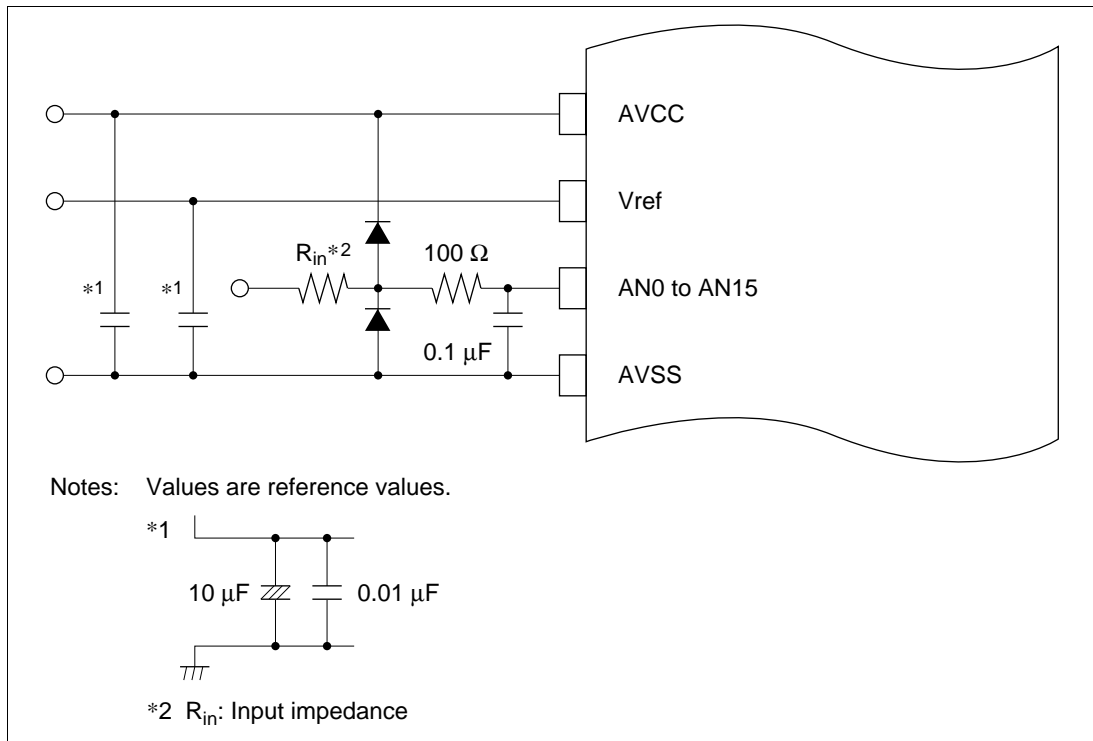 AVCC
Vref
Rin*2
100 Ω
*1
*1
AN0 to AN15
0.1 μF
AVSS
Notes: Values are reference values.
*1
10 μF
0.01 μF
*2 Rin: Input impedance